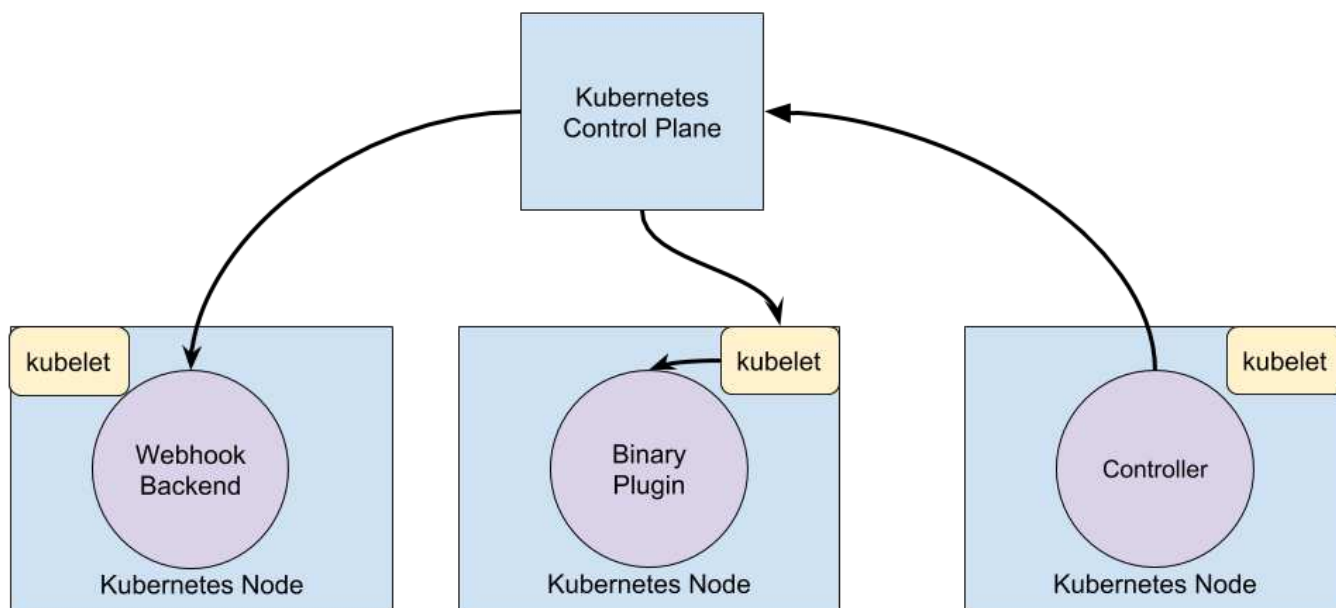 Kubernetes
Control Plane
kubelet
Webhook
Backend
Kubernetes Node
kubelet
Binary
Plugin
Kubernetes Node
kubelet
Controller
Kubernetes Node